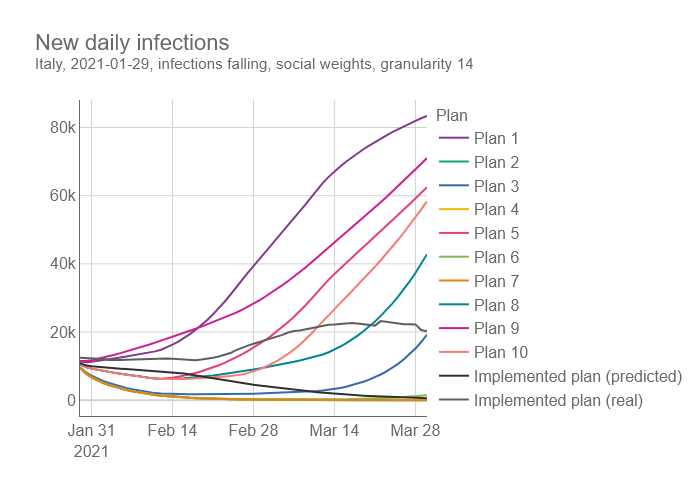 New daily infections
Italy, 2021-01-29, infections falling, social weights, granularity 14
Plan
80k
Plan 1
Plan 2
Plan 3
60k
Plan 4
Plan 5
40k
Plan 6
Plan 7
Plan 8
20k
Plan 9
Plan 10
Implemented plan (predicted)
0
Implemented plan (real)
Jan 31
Feb 14
Feb 28
Mar 14
Mar 28
2021